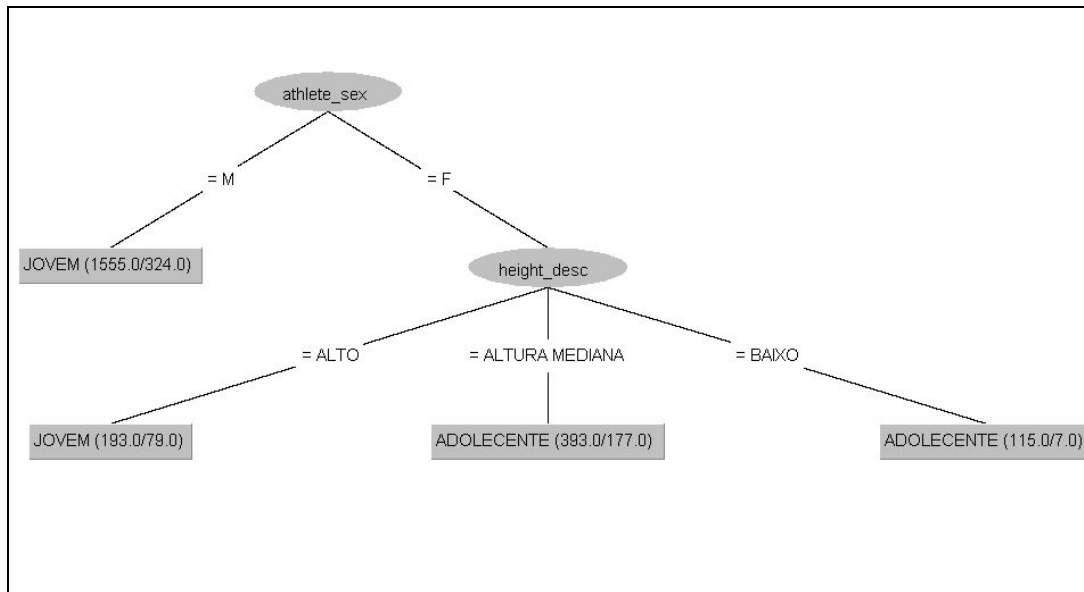 athlete_sex
= M
= F
JOVEM (1555.0/324.0)
height_desc
= ALTO
= ALTURA MEDIANA
= BAIXO
JOVEM (193.0/79.0)
ADOLECENTE (393.0/177.0)
ADOLECENTE (115.0/7.0)